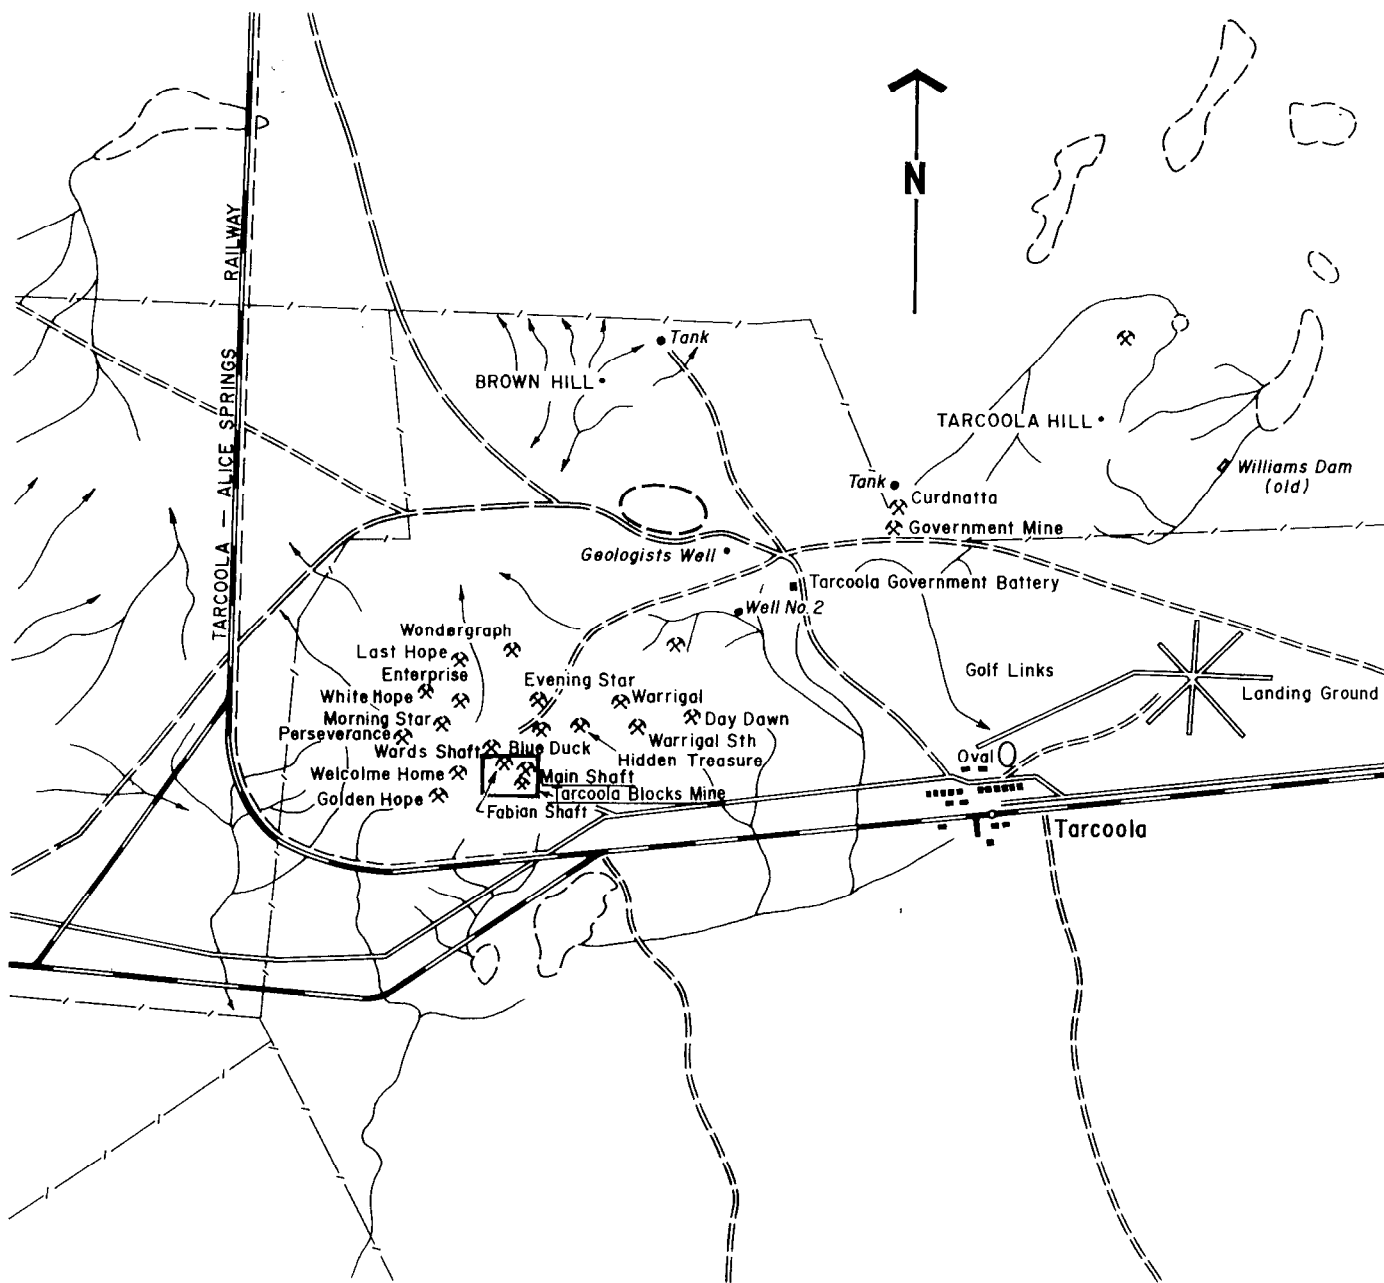 N
TARCOOLA — ALICE SPRINGS RAILWAY
Tank
BROWN HILL
TARCOOLA HILL
Williams Dam
(old)
Tank
Curdnatta
Government Mine
Geologists Well
Tarcoola Government Battery
Well No. 2
Wondergraph
Last Hope
Enterprise
White Hope
Evening Star
Warrigal
Golf Links
Landing Ground
Morning Star
Day Dawn
Perseverance
Warrigal Sth
Wards Shaft
Blue Duck
Hidden Treasure
Oval
Welcolme Home
Main Shaft
Tarcoola Blocks Mine
Golden Hope
Fabian Shaft
Tarcoola